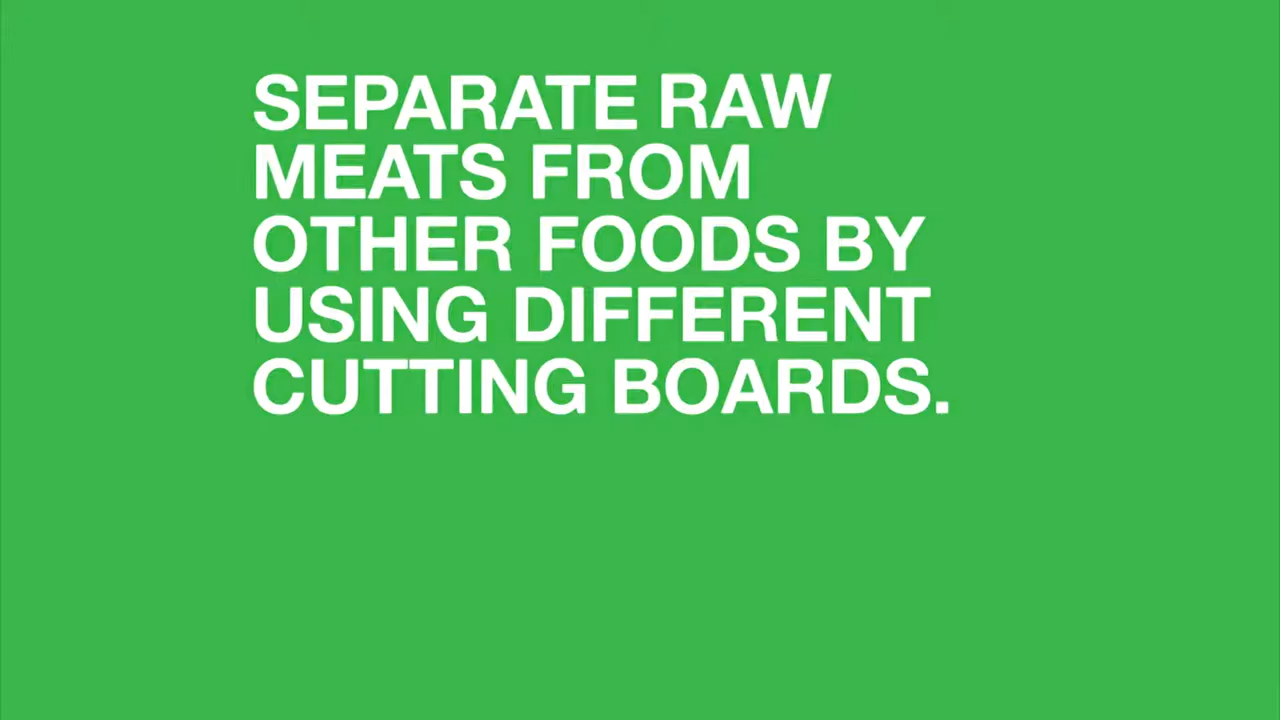 SEPARATE RAW
MEATS FROM
OTHER FOODS BY
USING DIFFERENT
CUTTING BOARDS.